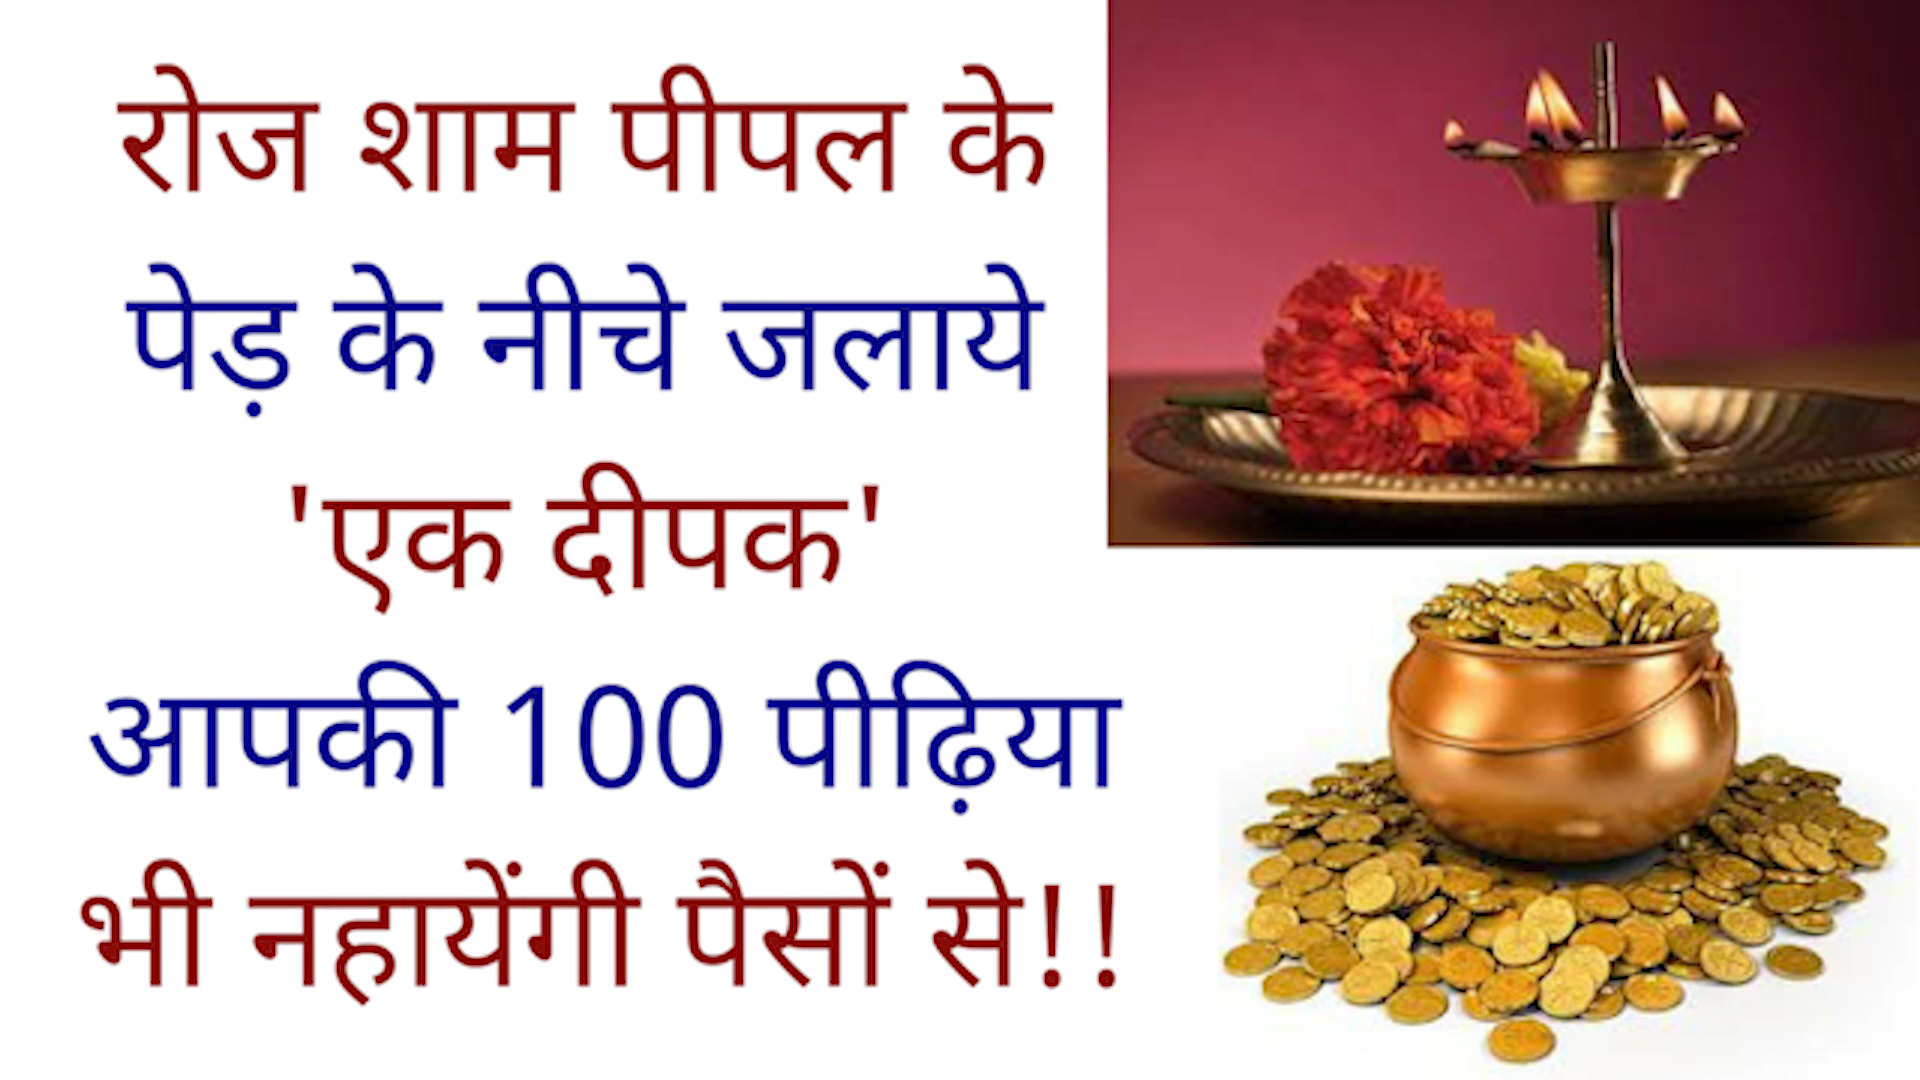 रोज शाम पीपल के
पेड़ के नीचे जलाये
'एक दीपक'
आपकी 100 पीढ़िया
भी नहायेंगी पैसों से!!